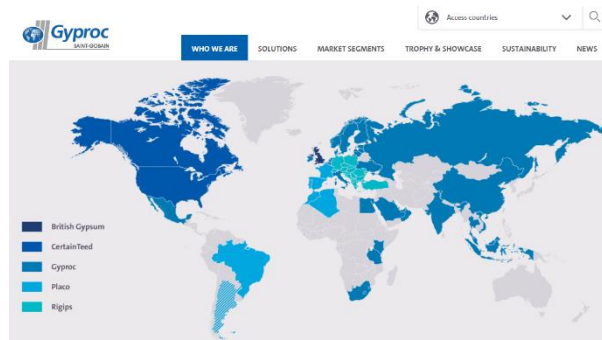 Access countries
Gyproc
SAINT-GOBAIN
WHO WE ARE SOLUTIONS MARKET SEGMENTS TROPHY & SHOWCASE SUSTAINABILITY NEWS
British Gypsum
CertainTeed
Gyproc
Placo
Rigips